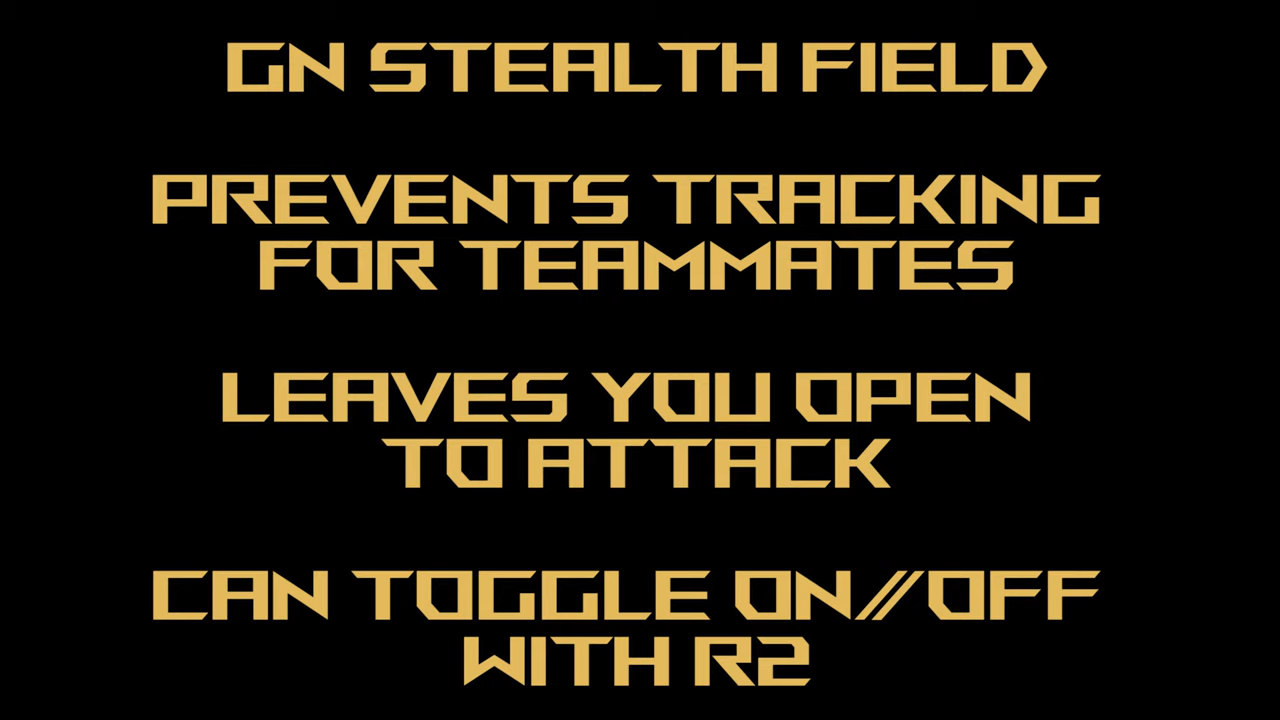 GN STEALTH FIELD
PREVENTS TRACKING
FOR TEAMMATES
LEAVES YOU OPEN
TO ATTACK
CAN TOGGLE ON//OFF
WITH R2